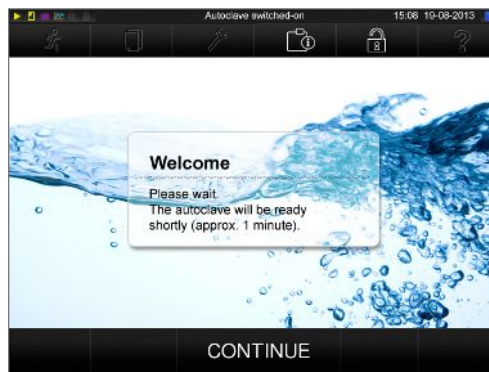 Autoclave switched-on 15:08 19-08-2013
Welcome
Please wait.
The autoclave will be ready
shortly (approx. 1 minute).
CONTINUE